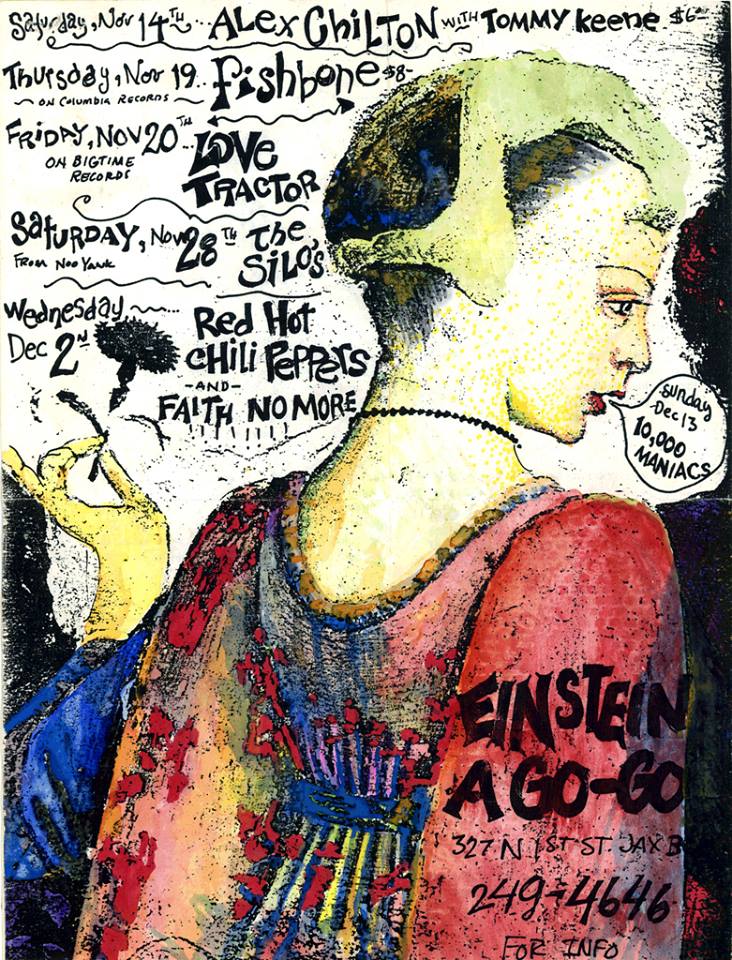 Saturday, Nov 14TH... ALEX CHILTON WITH TOMMY Keene $6-
Thursday, Nov 19.. FishboNe $8-
ON COLUMBIA RECORDS
FRIDAY, NOV 20TH... LOVe TRACTOR
ON BIGTIME RECORDS
SATURDAY, Nov 28TH The SILOS
FROM NOO YAWK
Wednesday Dec 2ND
Red Hot CHILI PePPeRS
-AND-
FAITH NO MORE
Sunday
Dec 13
10,000
MANIACS
EINSTEIN
A GO-GO
327 N 1ST ST. JAX B
249-4646
FOR INFO